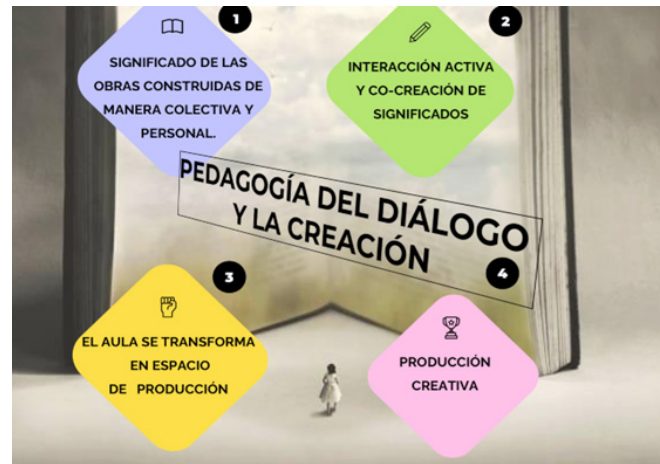 1
SIGNIFICADO DE LAS
OBRAS CONSTRUIDAS DE
MANERA COLECTIVA Y
PERSONAL.
2
INTERACCIÓN ACTIVA
Y CO-CREACIÓN DE
SIGNIFICADOS
PEDAGOGÍA DEL DIÁLOGO
Y LA CREACIÓN
3
EL AULA SE TRANSFORMA
EN ESPACIO
DE PRODUCCIÓN
4
PRODUCCIÓN
CREATIVA